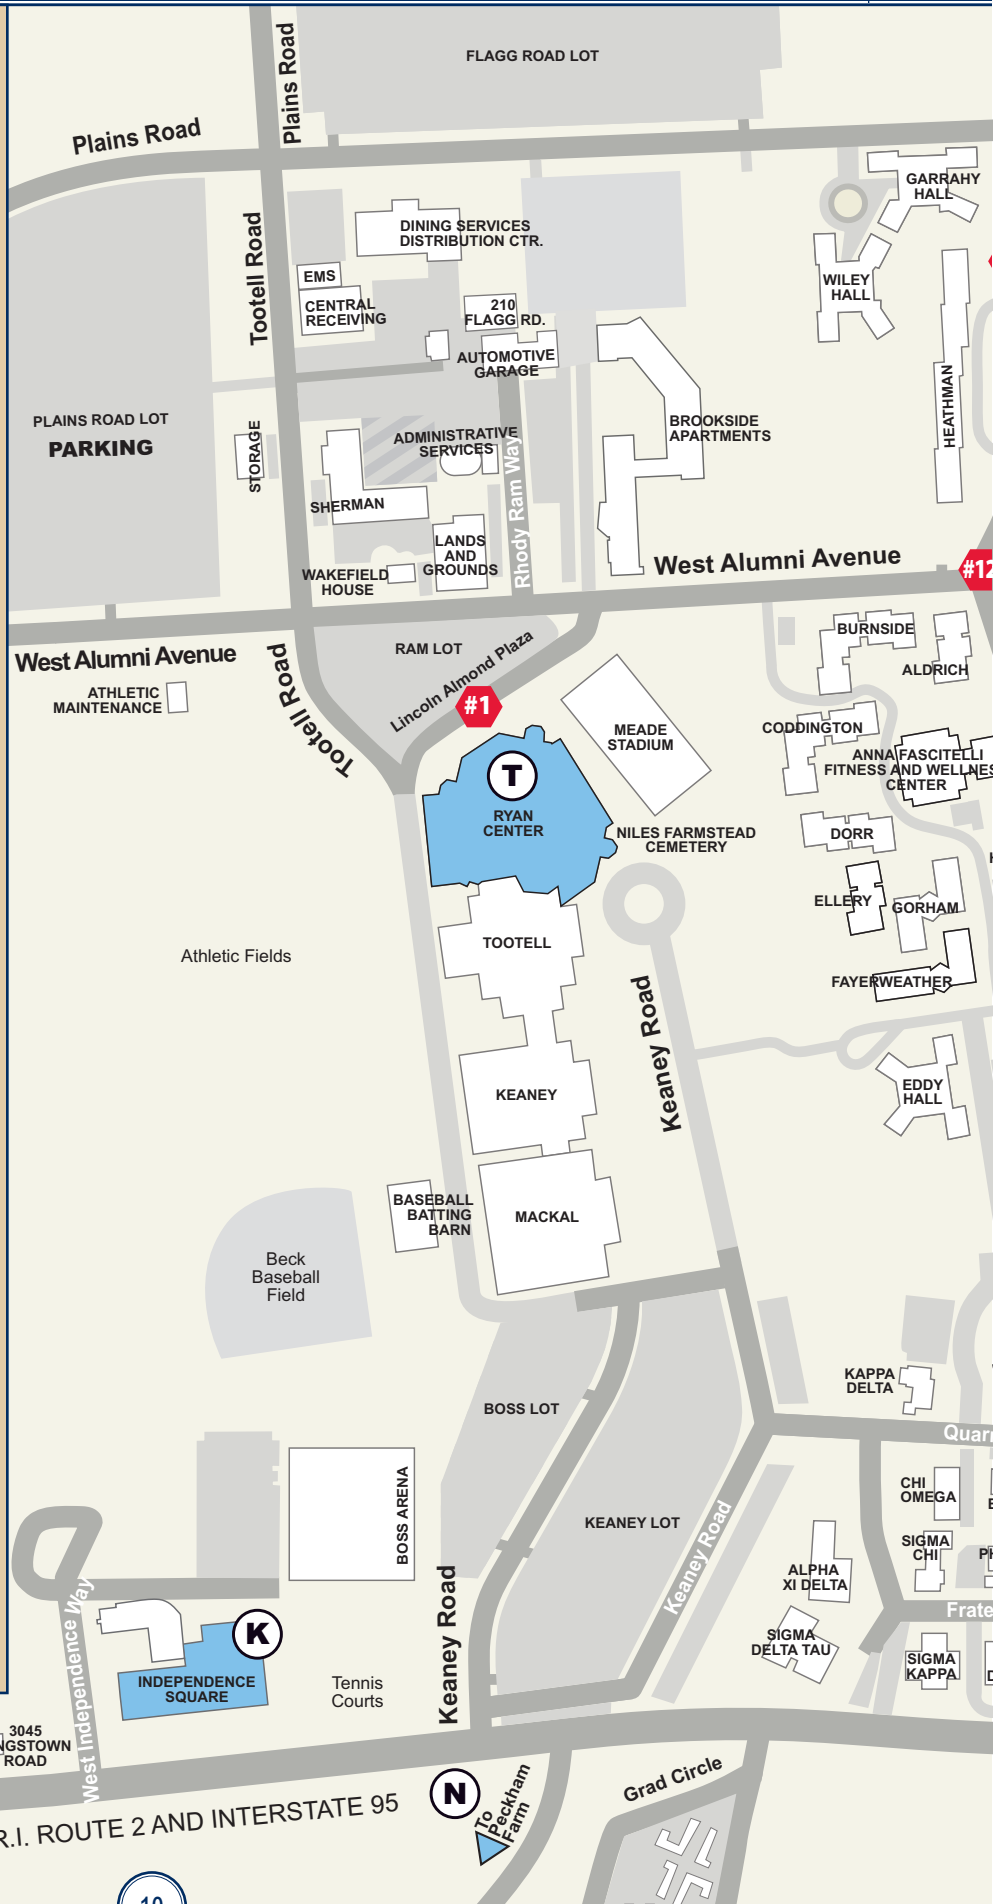 FLAGG ROAD LOT
Plains Road
Plains Road
GARRAHY
HALL
DINING SERVICES
DISTRIBUTION CTR.
Tootell Road
EMS
CENTRAL
RECEIVING
WILEY
HALL
210
FLAGG RD.
AUTOMOTIVE
GARAGE
HEATHMAN
PLAINS ROAD LOT
PARKING
BROOKSIDE
APARTMENTS
STORAGE
ADMINISTRATIVE
SERVICES
Rhody Ram Way
SHERMAN
LANDS
AND
GROUNDS
WAKEFIELD
HOUSE
West Alumni Avenue
#12
West Alumni Avenue
RAM LOT
Lincoln Almond Plaza
Tootell Road
BURNSIDE
ALDRICH
ATHLETIC
MAINTENANCE
#1
MEADE
STADIUM
CODDINGTON
ANNA FASCITELLI
FITNESS AND WELLNES
CENTER
T
RYAN
CENTER
NILES FARMSTEAD
CEMETERY
DORR
ELLERY
GORHAM
TOOTELL
Athletic Fields
FAYERWEATHER
Keaney Road
KEANEY
EDDY
HALL
BASEBALL
BATTING
BARN
MACKAL
Beck
Baseball
Field
KAPPA
DELTA
BOSS LOT
Quarr
BOSS ARENA
CHI
OMEGA
KEANEY LOT
Keaney Road
SIGMA
CHI
PH
ALPHA
XI DELTA
Frate
K
West Independence Way
Keaney Road
SIGMA
DELTA TAU
SIGMA
KAPPA
D
INDEPENDENCE
SQUARE
Tennis
Courts
3045
NGSTOWN
ROAD
N
To
Peckham
Farm
Grad Circle
R.I. ROUTE 2 AND INTERSTATE 95
10